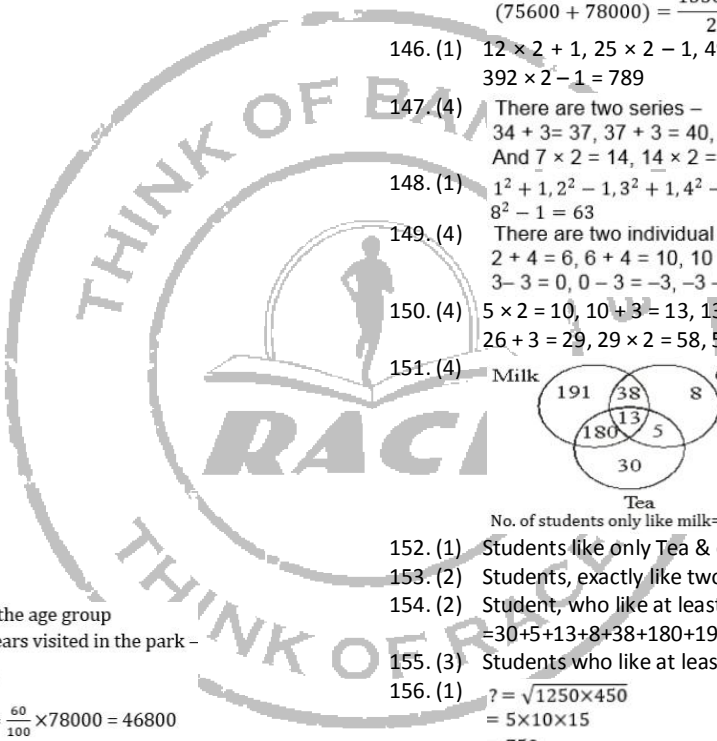 the age group
ears visited in the park –
60/100 ×78000 = 46800
(75600 + 78000) =
2
146. (1) 12 × 2 + 1, 25 × 2 – 1,
392 × 2 – 1 = 789
147. (4) There are two series –
34 + 3= 37, 37 + 3 = 40,
And 7 × 2 = 14, 14 × 2 =
148. (1) 1² + 1, 2² − 1, 3² + 1, 4² −
8² − 1 = 63
149. (4) There are two individual
2 + 4 = 6, 6 + 4 = 10, 10
3– 3 = 0, 0 – 3 = –3, –3 –
150. (4) 5 × 2 = 10, 10 + 3 = 13, 13
26 + 3 = 29, 29 × 2 = 58, 5
151. (4)
Milk
191 38 8
13
180 5
30
Tea
No. of students only like milk=
152. (1) Students like only Tea &
153. (2) Students, exactly like two
154. (2) Student, who like at least
=30+5+13+8+38+180+19
155. (3) Students who like at leas
156. (1) ? = √1250×450
= 5×10×15
= 750
THINK OF BAN
RACE
THINK OF RACE